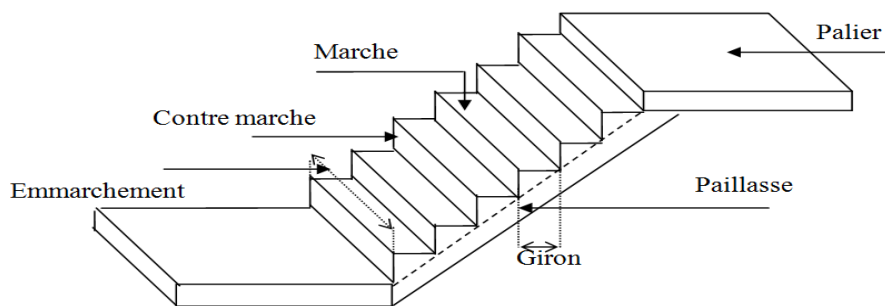 Palier
Marche
Contre marche
Emmarchement
Paillasse
Giron